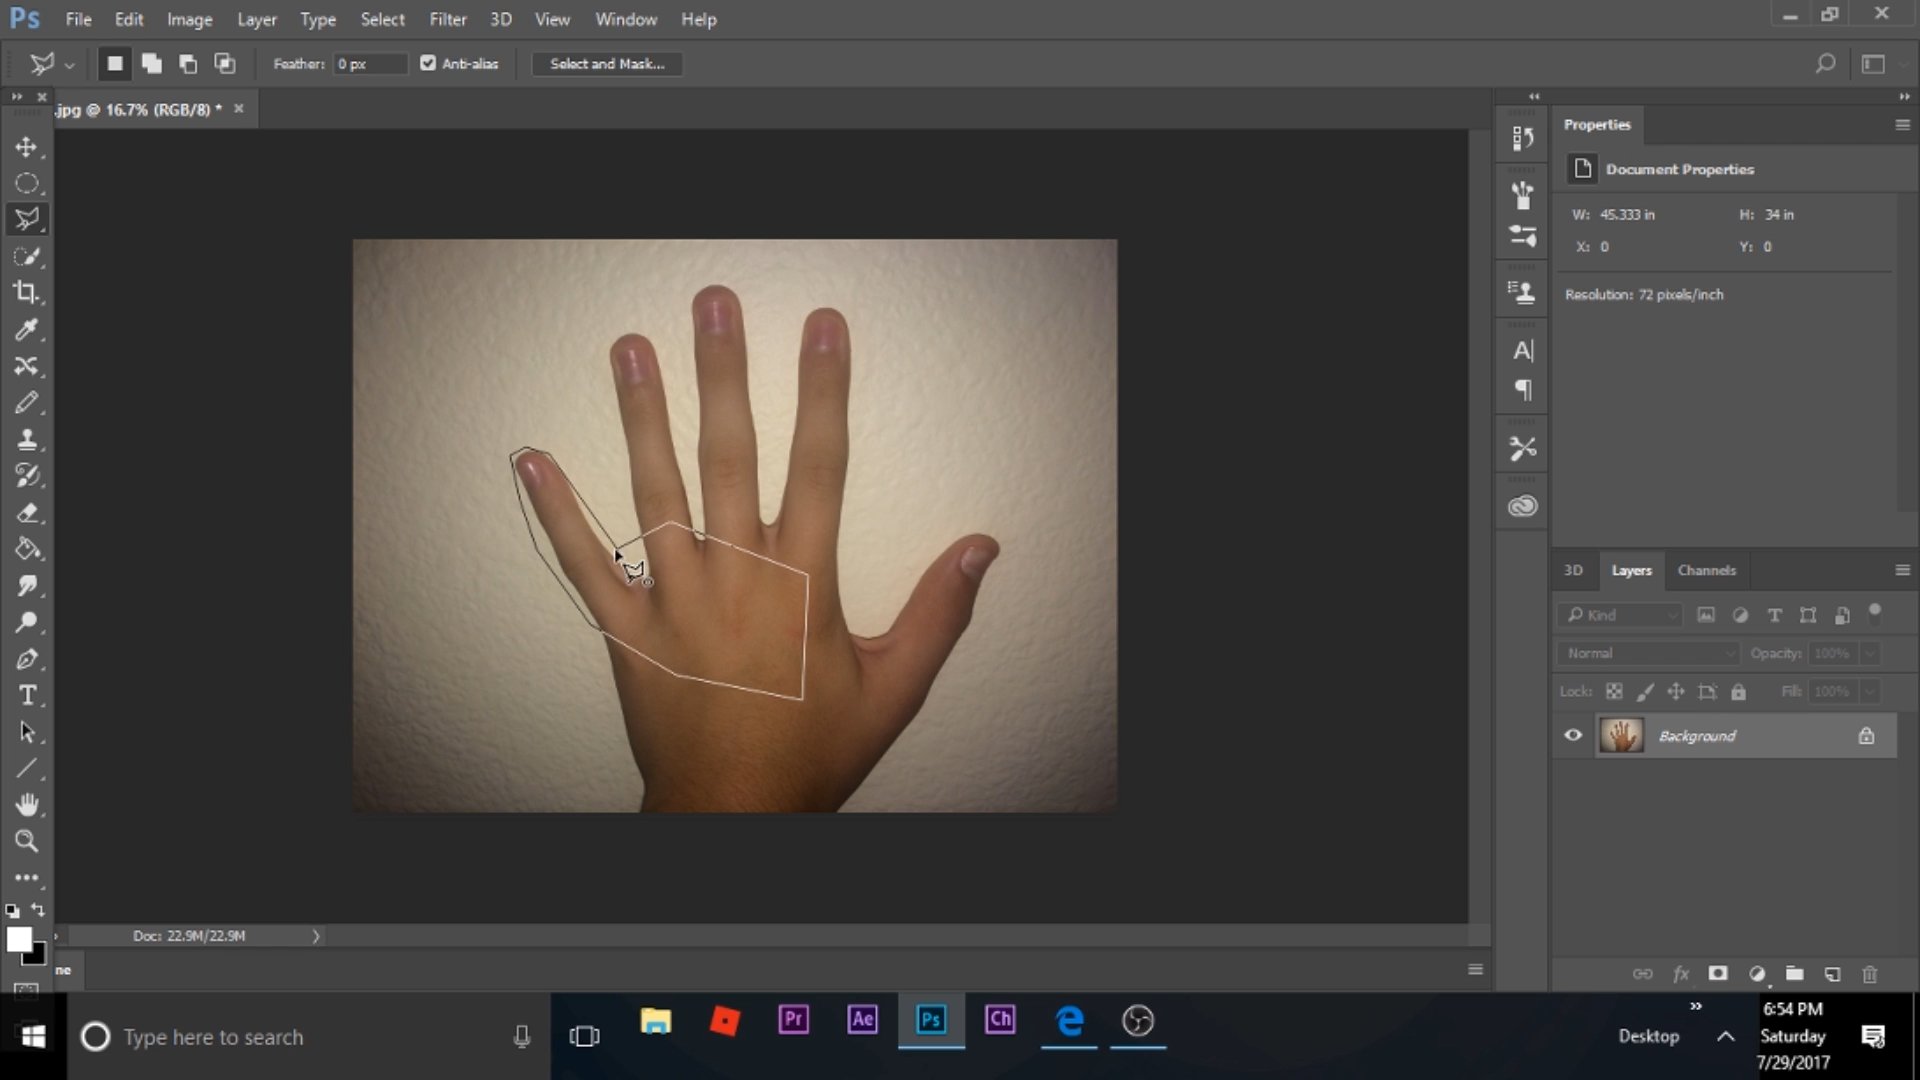 Ps File Edit Image Layer Type Select Filter 3D View Window Help
Feather: 0 px Anti-alias Select and Mask...
.jpg @ 16.7% (RGB/8) *
Properties
Document Properties
W: 45.333 in H: 34 in
X: 0 Y: 0
Resolution: 72 pixels/inch
3D Layers Channels
Kind
Normal Opacity: 100%
Lock: Fill: 100%
Background
Doc: 22.9M/22.9M
ne
Type here to search
Pr Ae Ps Ch
Desktop
6:54 PM
Saturday
7/29/2017